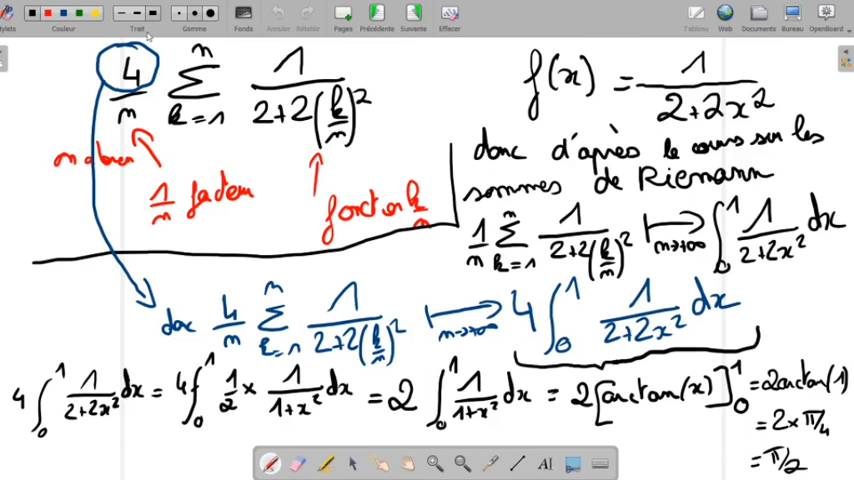 Stylets Couleur Trait Gomme Fonds Annuler Rétablir Pages Précédente Suivante Effacer Tableau Web Documents Bureau OpenBoard
4/n ∑_{k=1}^{n} 1/(2+2(k/n)²)
on a bien
1/n facteur
fonction k/n
f(x) = 1/(2+2x²)
donc d'après le cours sur les
sommes de Riemann
1/n ∑_{k=1}^{n} 1/(2+2(k/n)²) ⟼_{n→+∞} ∫_0^1 1/(2+2x²) dx
donc 4/n ∑_{k=1}^{n} 1/(2+2(k/n)²) ⟼_{n→+∞} 4 ∫_0^1 1/(2+2x²) dx
4 ∫_0^1 1/(2+2x²) dx = 4 ∫_0^1 1/2 × 1/(1+x²) dx = 2 ∫_0^1 1/(1+x²) dx = 2 [arctan(x)]_0^1 = 2arctan(1)
= 2 × π/4
= π/2